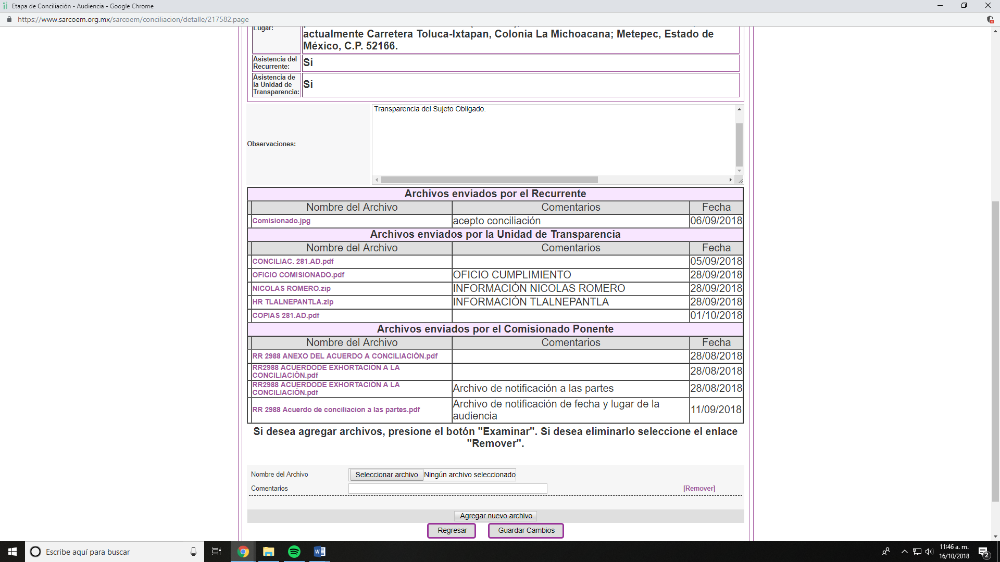 Etapa de Conciliación - Audiencia - Google Chrome
https://www.sarcoem.org.mx/sarcoem/conciliacion/detalle/217582.page
Lugar:
actualmente Carretera Toluca-Ixtapan, Colonia La Michoacana; Metepec, Estado de
México, C.P. 52166.
Asistencia del
Recurrente:
Si
Asistencia de
la Unidad de
Transparencia:
Si
Observaciones:
Transparencia del Sujeto Obligado.
Archivos enviados por el Recurrente
Nombre del Archivo Comentarios Fecha
Comisionado.jpg acepto conciliación 06/09/2018
Archivos enviados por la Unidad de Transparencia
Nombre del Archivo Comentarios Fecha
CONCILIAC. 281.AD.pdf 05/09/2018
OFICIO COMISIONADO.pdf OFICIO CUMPLIMIENTO 28/09/2018
NICOLAS ROMERO.zip INFORMACIÓN NICOLAS ROMERO 28/09/2018
HR TLALNEPANTLA.zip INFORMACIÓN TLALNEPANTLA 28/09/2018
COPIAS 281.AD.pdf 01/10/2018
Archivos enviados por el Comisionado Ponente
Nombre del Archivo Comentarios Fecha
RR 2988 ANEXO DEL ACUERDO A CONCILIACIÓN.pdf 28/08/2018
RR2988 ACUERDODE EXHORTACIÓN A LA
CONCILIACIÓN.pdf
28/08/2018
RR2988 ACUERDODE EXHORTACIÓN A LA
CONCILIACIÓN.pdf
Archivo de notificación a las partes 28/08/2018
RR 2988 Acuerdo de conciliacion a las partes.pdf
Archivo de notificación de fecha y lugar de la
audiencia
11/09/2018
Si desea agregar archivos, presione el botón "Examinar". Si desea eliminarlo seleccione el enlace
"Remover".
Nombre del Archivo Seleccionar archivo Ningún archivo seleccionado
Comentarios [Remover]
Agregar nuevo archivo
Regresar Guardar Cambios
Escribe aquí para buscar
11:46 a. m.
16/10/2018
2